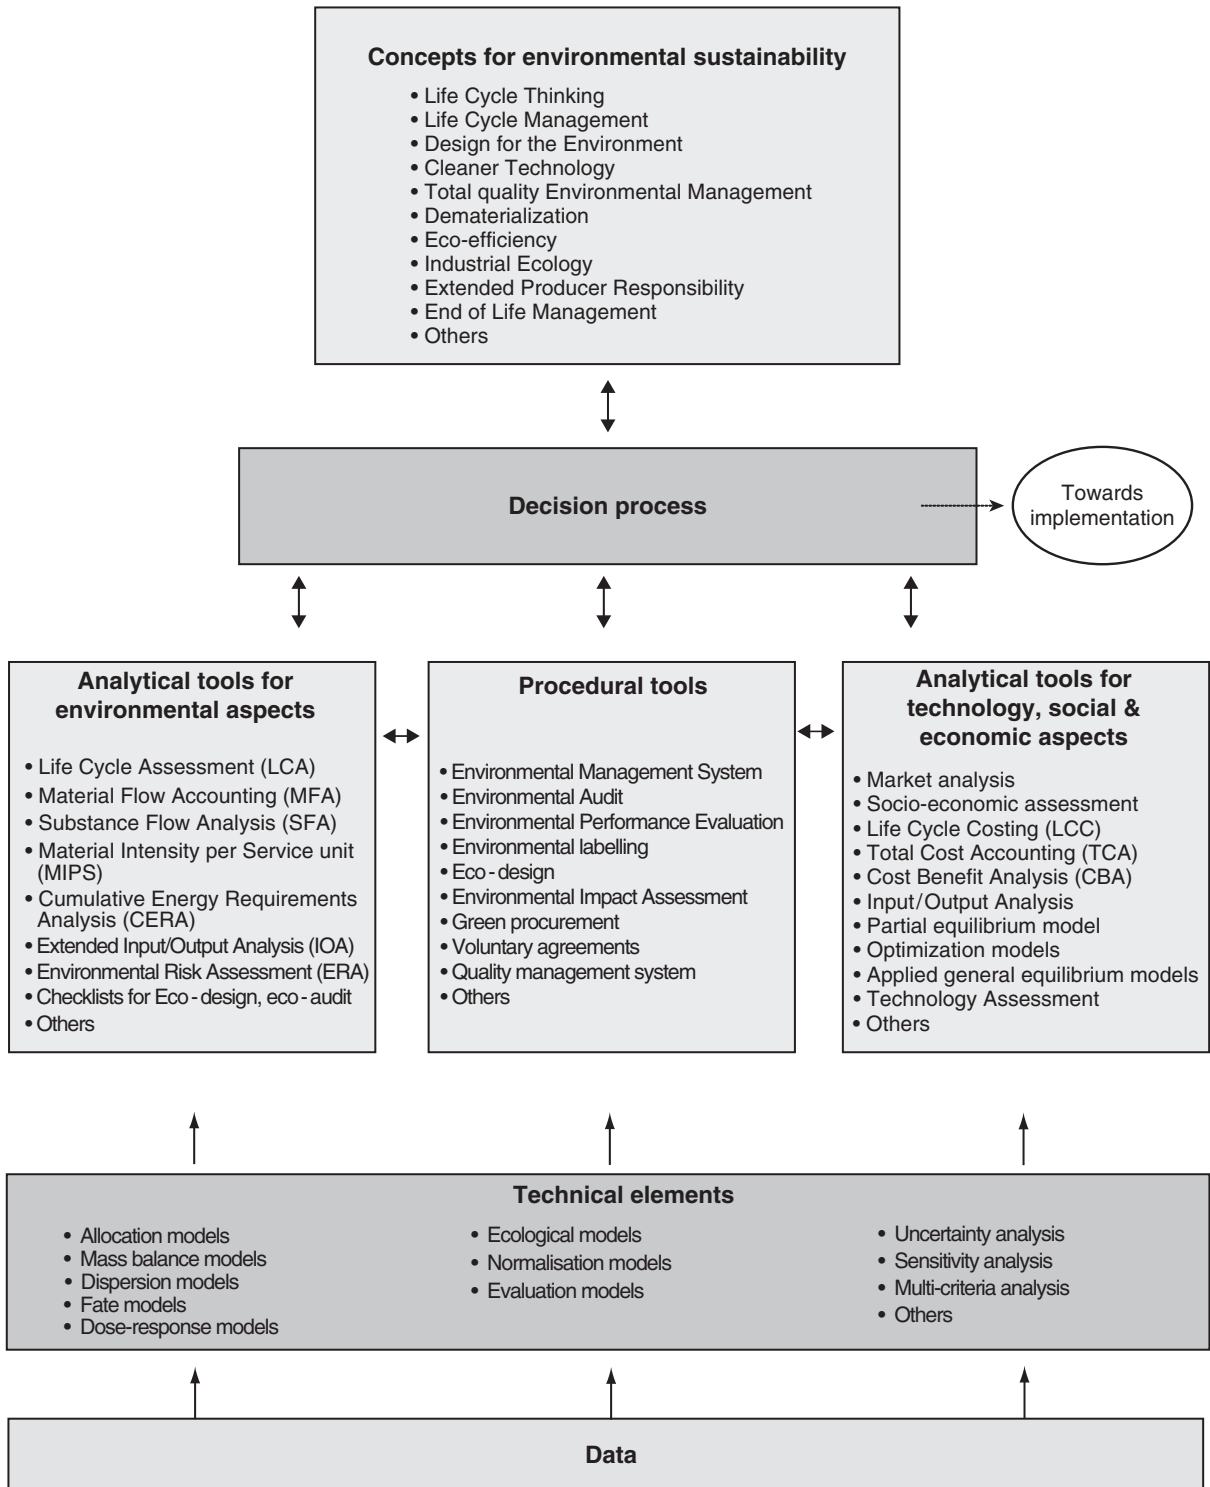 Concepts for environmental sustainability
• Life Cycle Thinking
• Life Cycle Management
• Design for the Environment
• Cleaner Technology
• Total quality Environmental Management
• Dematerialization
• Eco-efficiency
• Industrial Ecology
• Extended Producer Responsibility
• End of Life Management
• Others
Decision process
Towards
implementation
Analytical tools for
environmental aspects
• Life Cycle Assessment (LCA)
• Material Flow Accounting (MFA)
• Substance Flow Analysis (SFA)
• Material Intensity per Service unit
(MIPS)
• Cumulative Energy Requirements
Analysis (CERA)
• Extended Input/Output Analysis (IOA)
• Environmental Risk Assessment (ERA)
• Checklists for Eco-design, eco-audit
• Others
Procedural tools
• Environmental Management System
• Environmental Audit
• Environmental Performance Evaluation
• Environmental labelling
• Eco-design
• Environmental Impact Assessment
• Green procurement
• Voluntary agreements
• Quality management system
• Others
Analytical tools for
technology, social &
economic aspects
• Market analysis
• Socio-economic assessment
• Life Cycle Costing (LCC)
• Total Cost Accounting (TCA)
• Cost Benefit Analysis (CBA)
• Input/Output Analysis
• Partial equilibrium model
• Optimization models
• Applied general equilibrium models
• Technology Assessment
• Others
Technical elements
• Allocation models
• Mass balance models
• Dispersion models
• Fate models
• Dose-response models
• Ecological models
• Normalisation models
• Evaluation models
• Uncertainty analysis
• Sensitivity analysis
• Multi-criteria analysis
• Others
Data